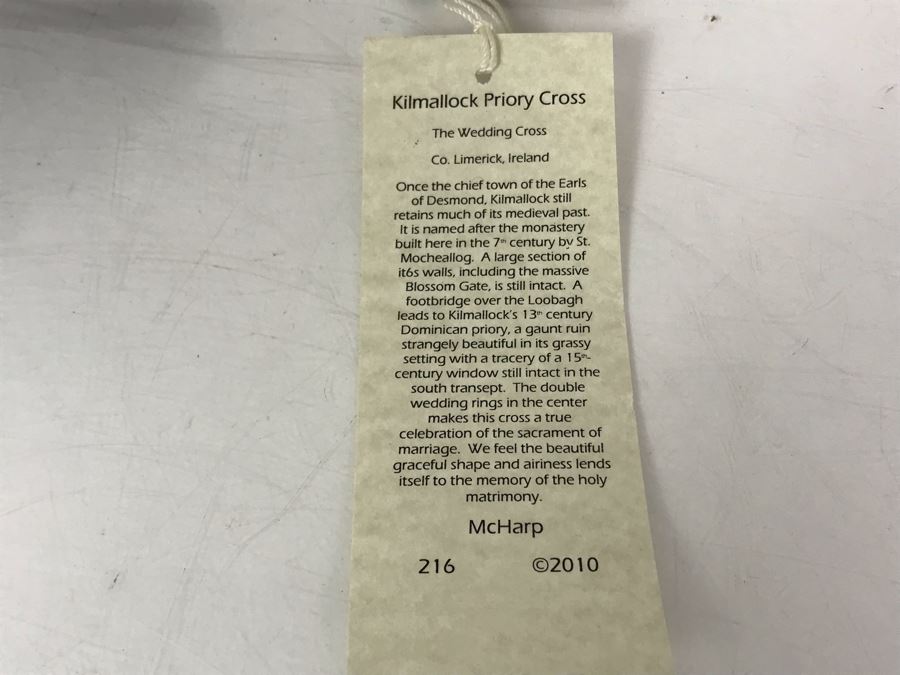 Kilmallock Priory Cross
The Wedding Cross
Co. Limerick, Ireland
Once the chief town of the Earls
of Desmond, Kilmallock still
retains much of its medieval past.
It is named after the monastery
built here in the 7th century by St.
Mocheallog. A large section of
it6s walls, including the massive
Blossom Gate, is still intact. A
footbridge over the Loobagh
leads to Kilmallock's 13th century
Dominican priory, a gaunt ruin
strangely beautiful in its grassy
setting with a tracery of a 15th-
century window still intact in the
south transept. The double
wedding rings in the center
makes this cross a true
celebration of the sacrament of
marriage. We feel the beautiful
graceful shape and airiness lends
itself to the memory of the holy
matrimony.
McHarp
216 ©2010